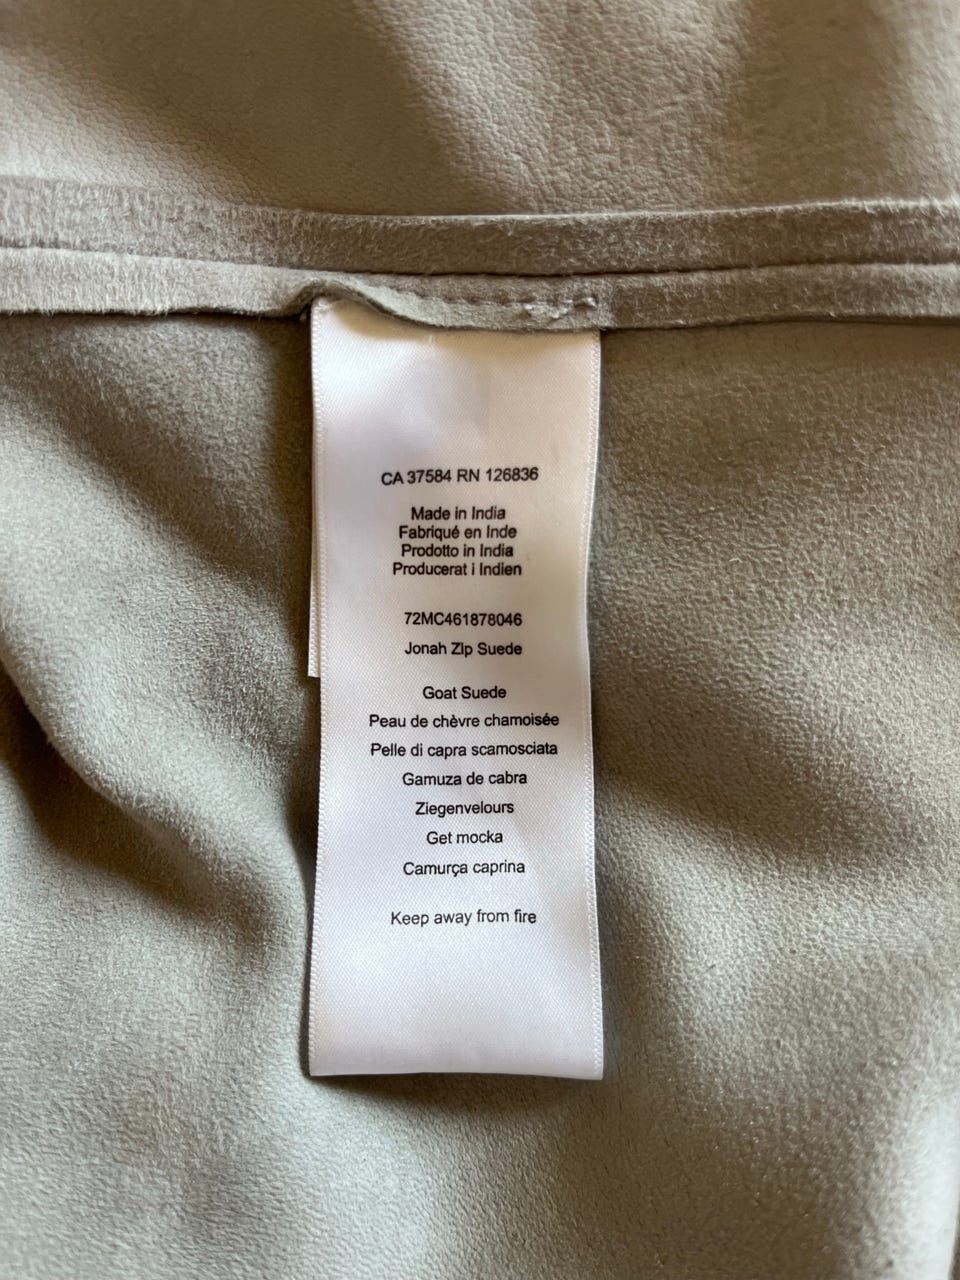 CA 37584 RN 126836
Made in India
Fabriqué en Inde
Prodotto in India
Producerat i Indien
72MC461878046
Jonah Zip Suede
Goat Suede
Peau de chèvre chamoisée
Pelle di capra scamosciata
Gamuza de cabra
Ziegenvelours
Get mocka
Camurça caprina
Keep away from fire